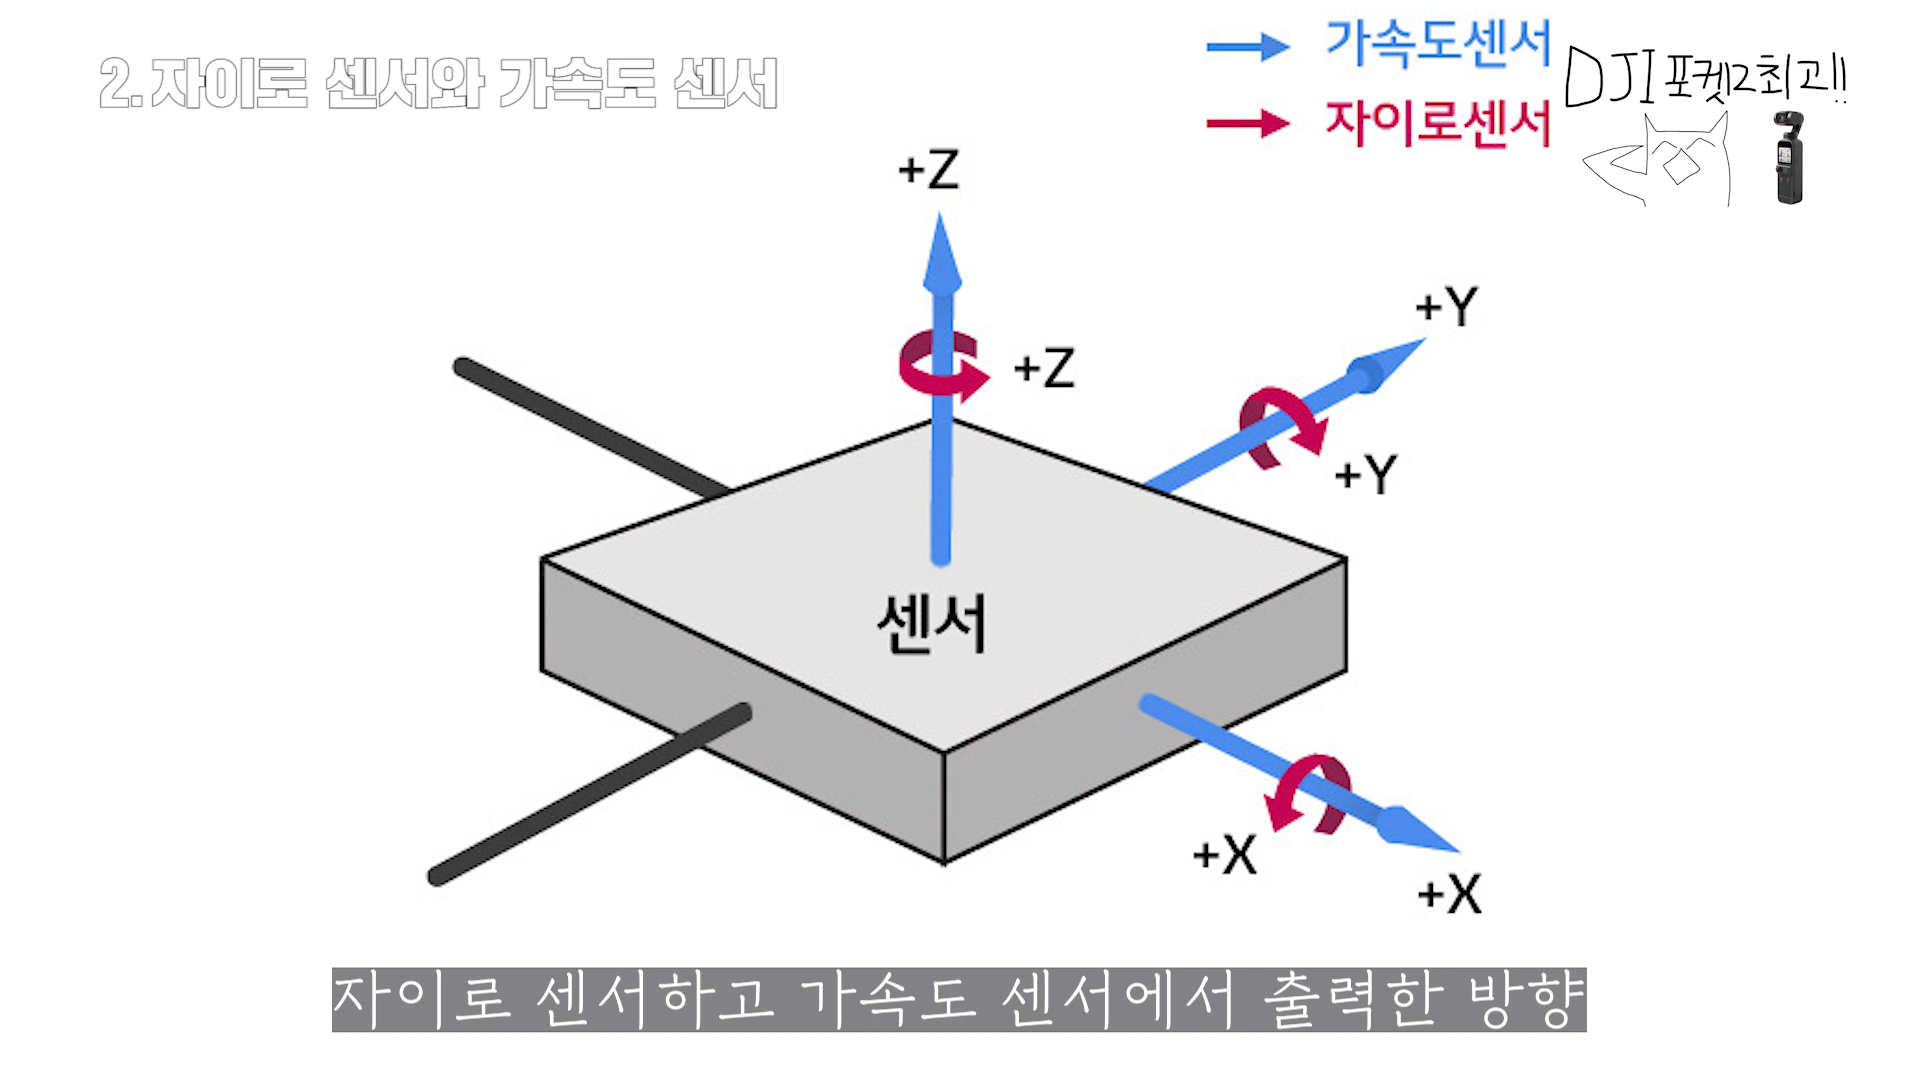 2. 자이로 센서와 가속도 센서
가속도센서
자이로센서
DJI 포켓2 최고!!
+Z
+Z
+Y
+Y
센서
+X
+X
자이로 센서하고 가속도 센서에서 출력한 방향